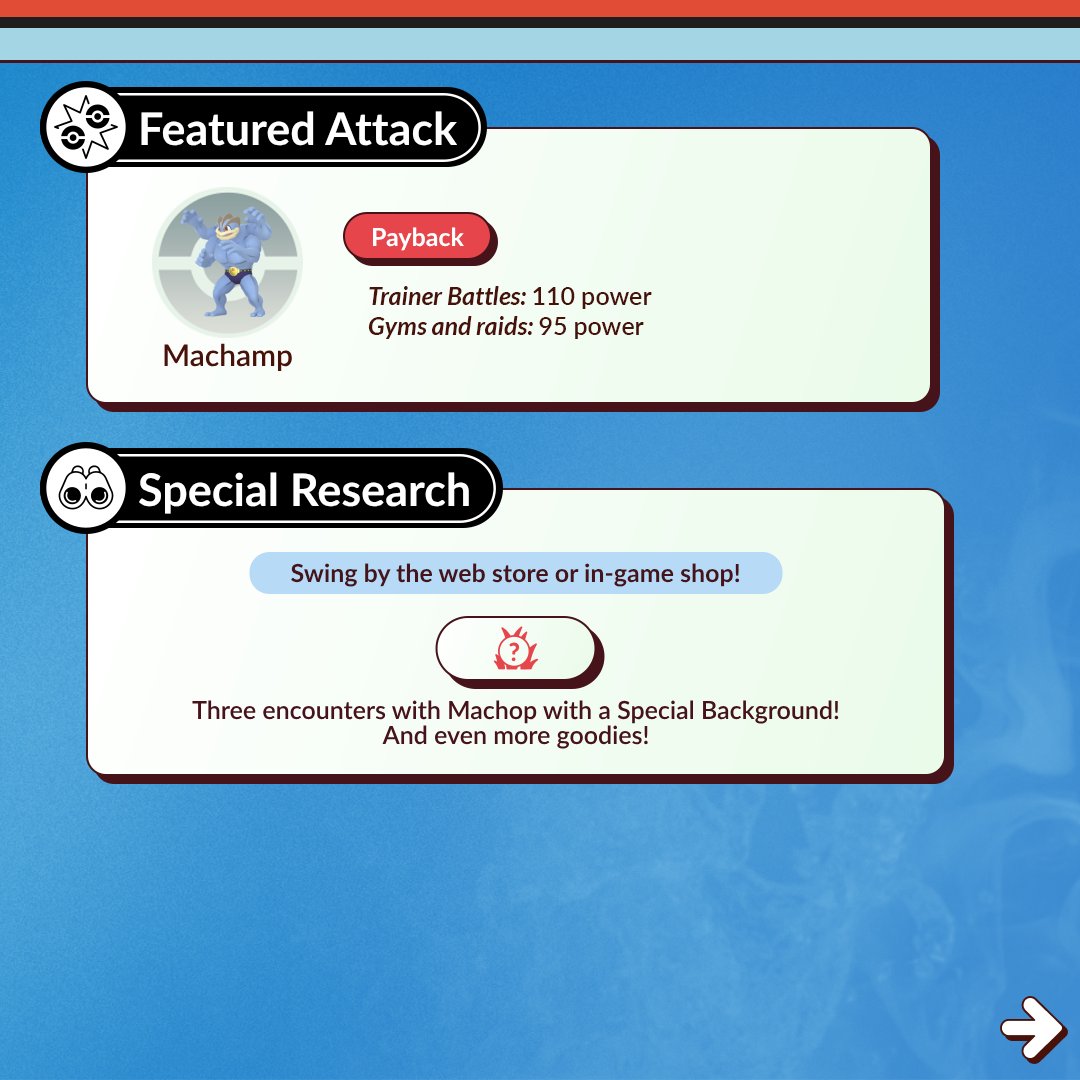 Featured Attack
Payback
Trainer Battles: 110 power
Gyms and raids: 95 power
Machamp
Special Research
Swing by the web store or in-game shop!
?
Three encounters with Machop with a Special Background!
And even more goodies!